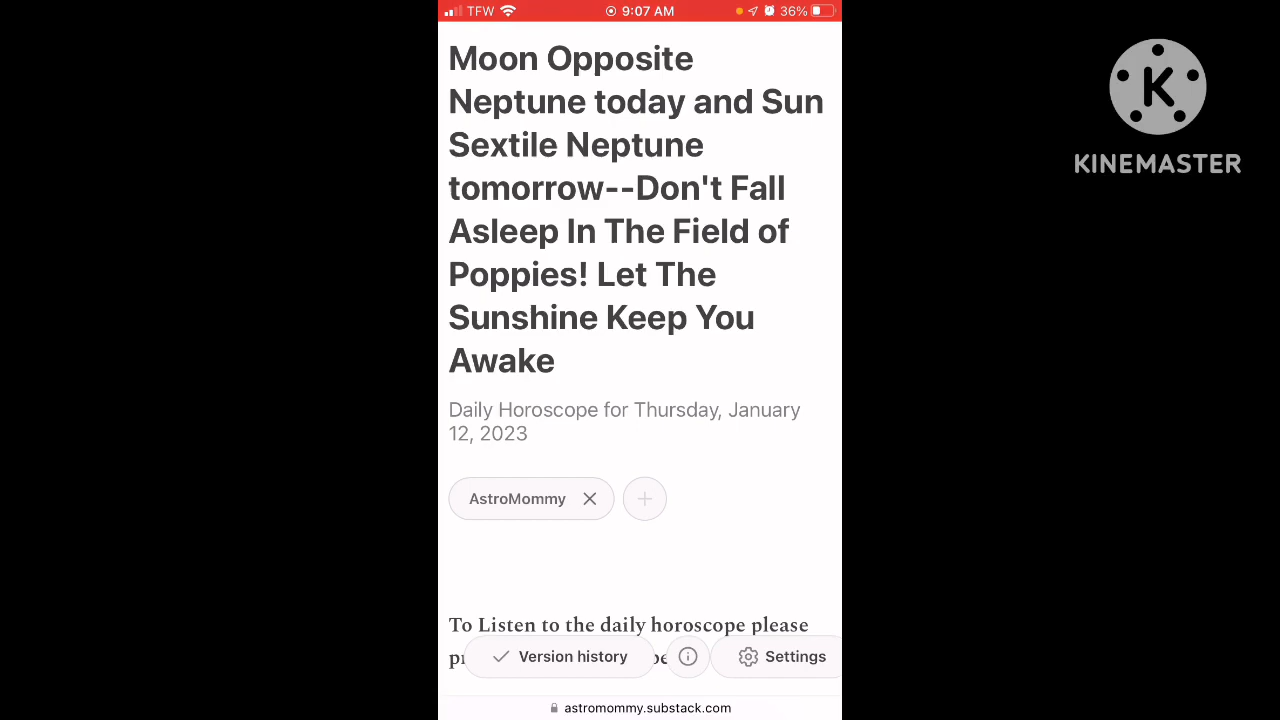 TFW 9:07 AM 36%
Moon Opposite
Neptune today and Sun
Sextile Neptune
tomorrow--Don't Fall
Asleep In The Field of
Poppies! Let The
Sunshine Keep You
Awake
Daily Horoscope for Thursday, January
12, 2023
AstroMommy
To Listen to the daily horoscope please
Version history
Settings
astromommy.substack.com
K
KINEMASTER